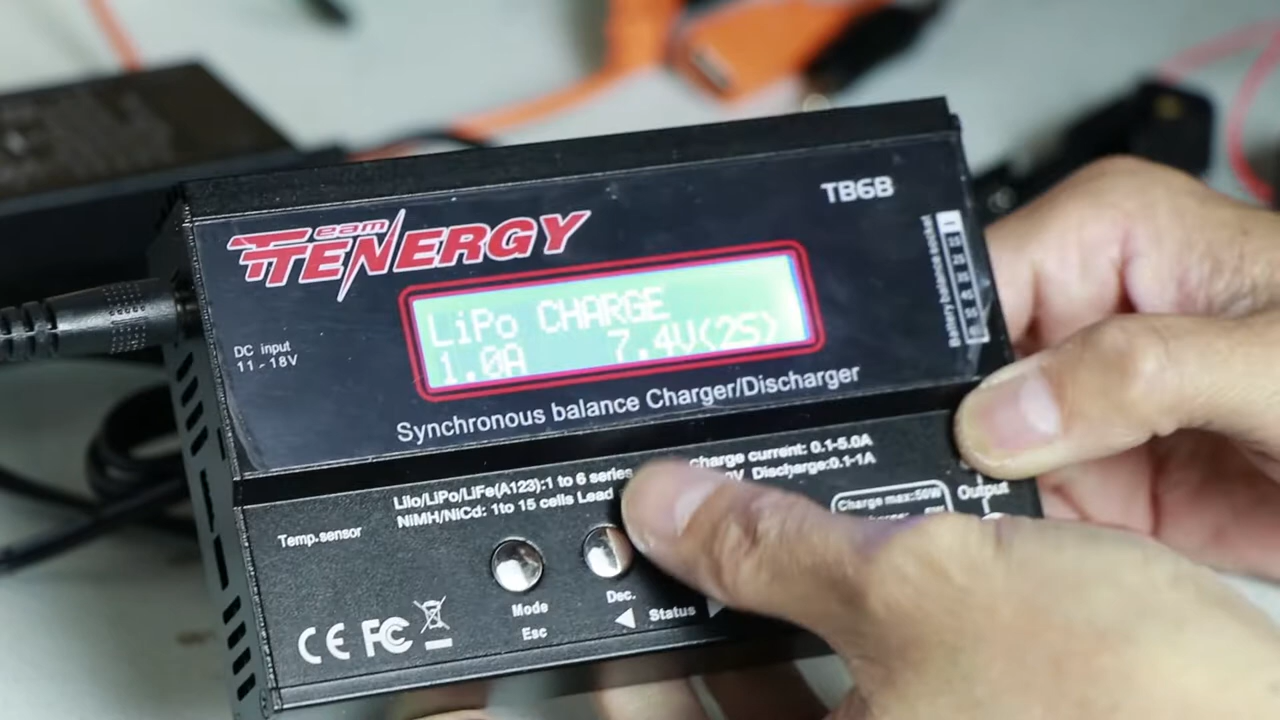 TB6B
Team TENERGY
Battery balance socket
LiPo CHARGE
1.0A 7.4V(2S)
DC input
11-18V
Synchronous balance Charger/Discharger
LiIo/LiPo/LiFe(A123):1 to 6 series
NiMH/NiCd: 1to 15 cells Lead
Charge current: 0.1-5.0A
V Discharge:0.1-1A
Charge max:50W
Output
Temp.sensor
Mode
Esc
Dec.
Status
CE FC